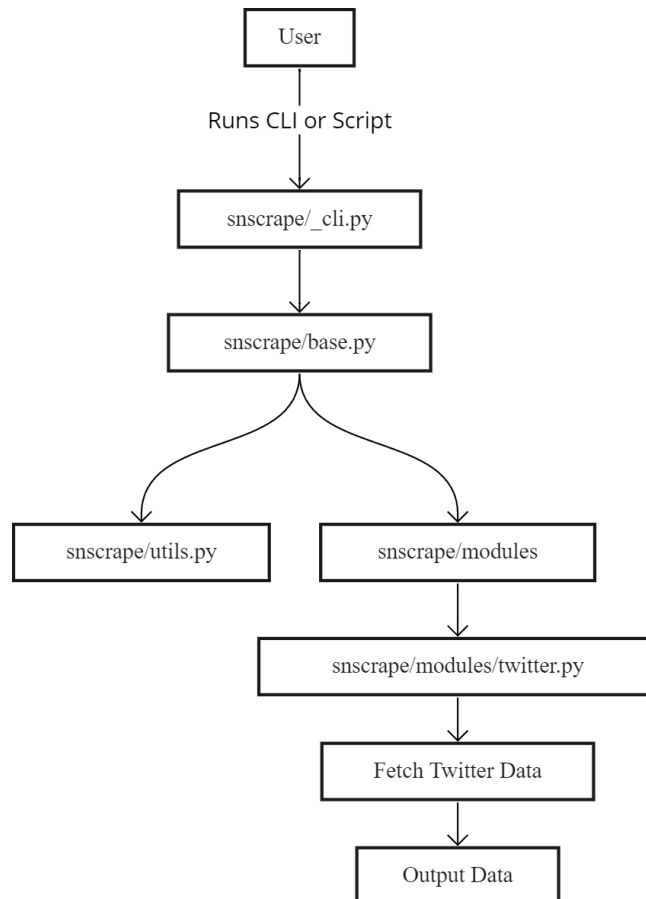 User
Runs CLI or Script
snscrape/_cli.py
snscrape/base.py
snscrape/utils.py
snscrape/modules
snscrape/modules/twitter.py
Fetch Twitter Data
Output Data